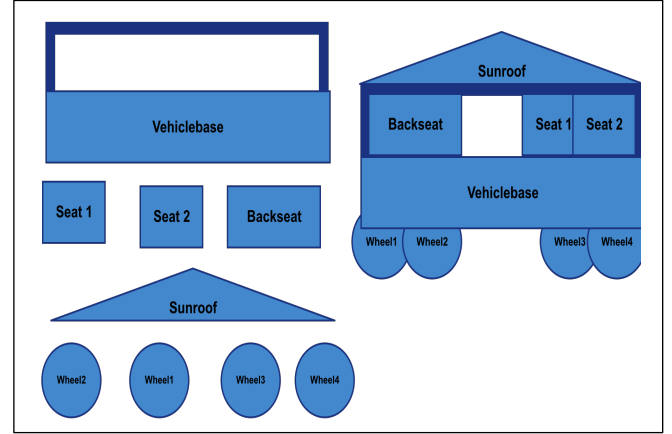 Vehiclebase
Seat 1
Seat 2
Backseat
Sunroof
Wheel2
Wheel1
Wheel3
Wheel4
Sunroof
Backseat
Seat 1
Seat 2
Vehiclebase
Wheel1
Wheel2
Wheel3
Wheel4